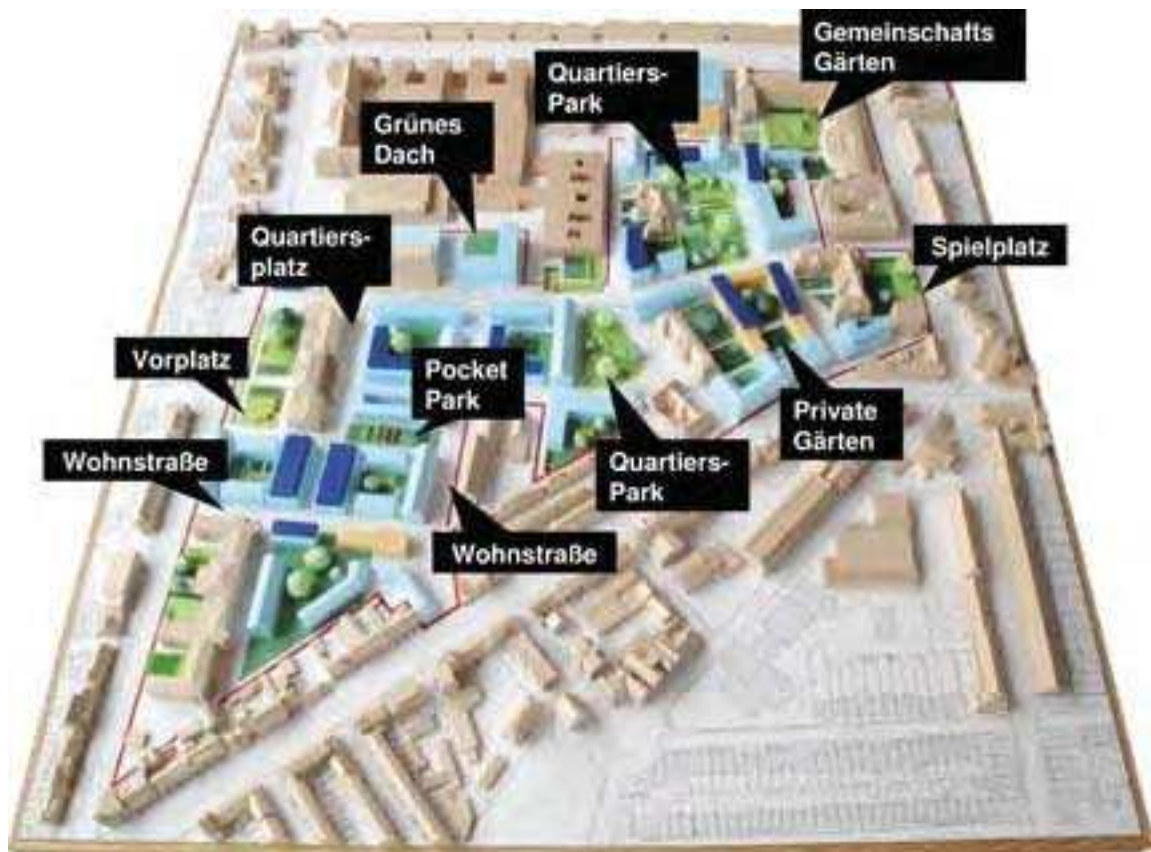 Gemeinschafts
Gärten
Quartiers-
Park
Grünes
Dach
Quartiers-
platz
Spielplatz
Vorplatz
Pocket
Park
Private
Gärten
Wohnstraße
Quartiers-
Park
Wohnstraße